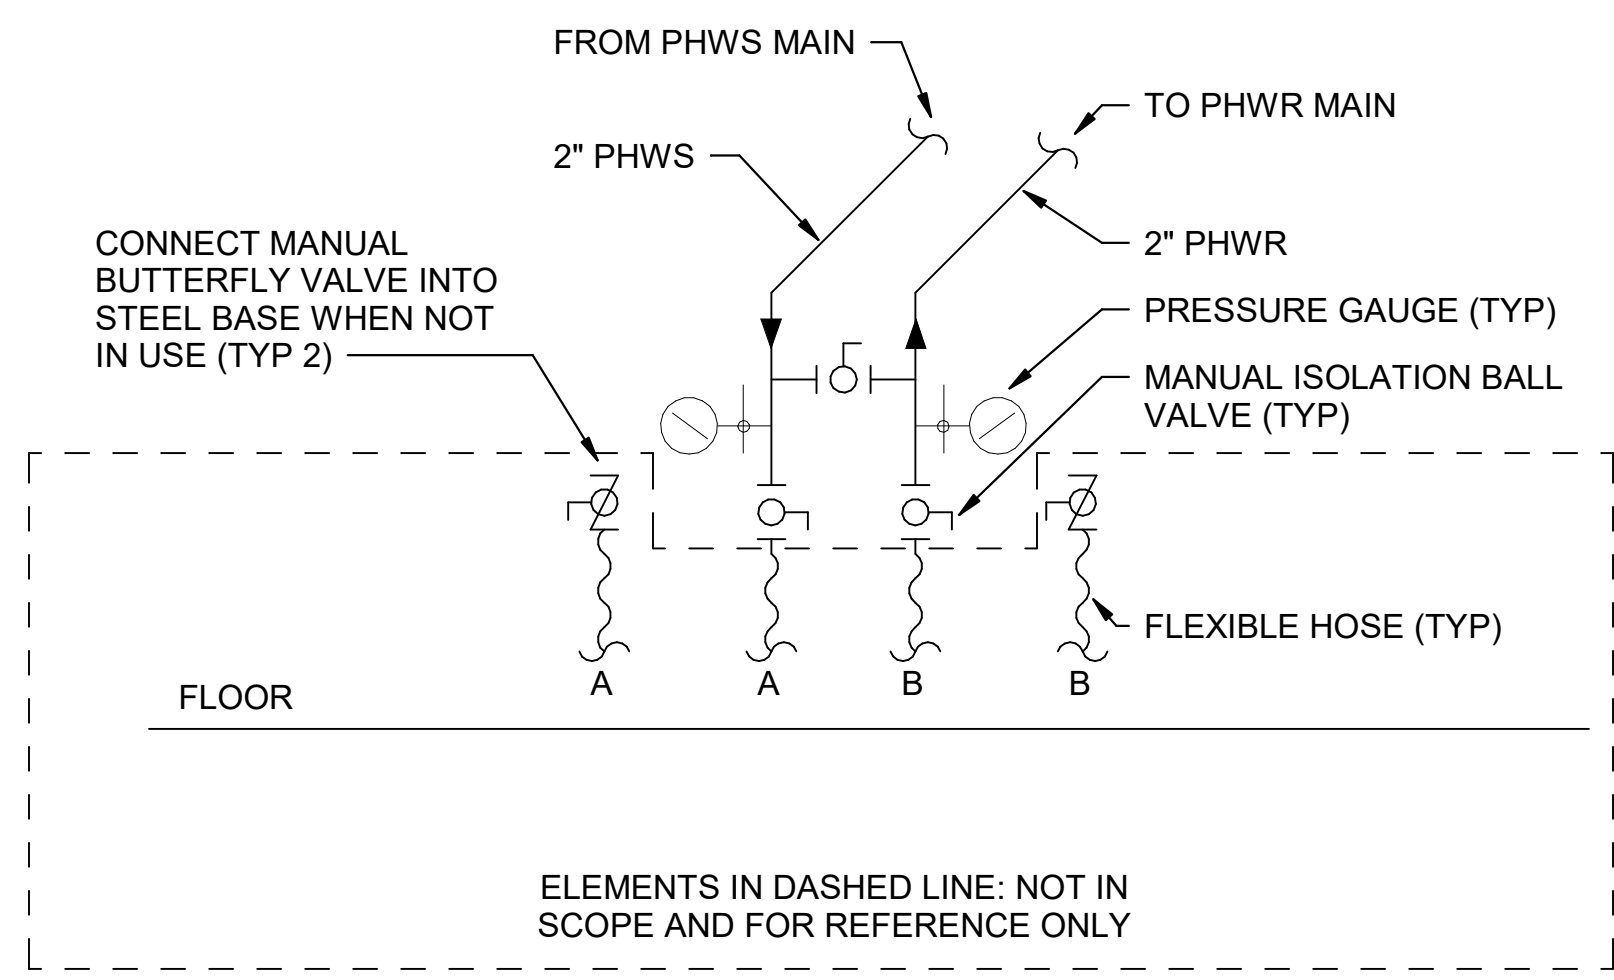 FROM PHWS MAIN
TO PHWR MAIN
2" PHWS
CONNECT MANUAL
BUTTERFLY VALVE INTO
STEEL BASE WHEN NOT
IN USE (TYP 2)
2" PHWR
PRESSURE GAUGE (TYP)
MANUAL ISOLATION BALL
VALVE (TYP)
FLEXIBLE HOSE (TYP)
A
A
B
B
FLOOR
ELEMENTS IN DASHED LINE: NOT IN
SCOPE AND FOR REFERENCE ONLY